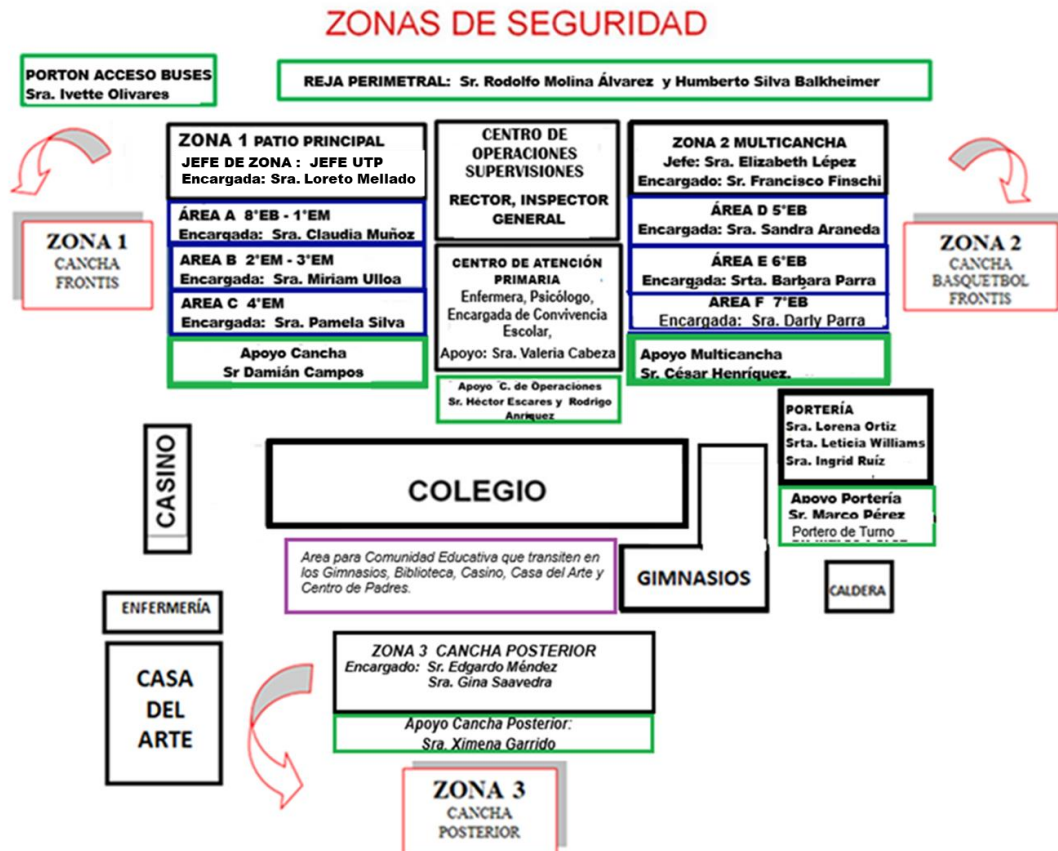 ZONAS DE SEGURIDAD
PORTON ACCESO BUSES
Sra. Ivette Olivares
REJA PERIMETRAL: Sr. Rodolfo Molina Álvarez y Humberto Silva Balkheimer
ZONA 1 PATIO PRINCIPAL
JEFE DE ZONA : JEFE UTP
Encargada: Sra. Loreto Mellado
CENTRO DE
OPERACIONES
SUPERVISIONES
RECTOR, INSPECTOR
GENERAL
ZONA 2 MULTICANCHA
Jefe: Sra. Elizabeth Lépez
Encargado: Sr. Francisco Finschi
ZONA 1
CANCHA
FRONTIS
ÁREA A 8°EB - 1°EM
Encargada: Sra. Claudia Muñoz
ÁREA B 2°EM - 3°EM
Encargada: Sra. Miriam Ulloa
AREA C 4°EM
Encargada: Sra. Pamela Silva
Apoyo Cancha
Sr Damián Campos
CENTRO DE ATENCIÓN
PRIMARIA
Enfermera, Psicólogo,
Encargada de Convivencia
Escolar,
Apoyo: Sra. Valeria Cabeza
Apoyo C. de Operaciones
Sr. Héctor Escares y Rodrigo
Anriquez
ÁREA D 5°EB
Encargada: Sra. Sandra Araneda
ÁREA E 6°EB
Encargada: Srta. Barbara Parra
AREA F 7°EB
Encargada: Sra. Darly Parra
Apoyo Multicancha
Sr. César Henríquez.
ZONA 2
CANCHA
BASQUETBOL
FRONTIS
PORTERÍA
Sra. Lorena Ortiz
Srta. Leticia Williams
Sra. Ingrid Ruíz
Apoyo Portería
Sr. Marco Pérez
Portero de Turno
CASINO
COLEGIO
Area para Comunidad Educativa que transiten en
los Gimnasios, Biblioteca, Casino, Casa del Arte y
Centro de Padres.
GIMNASIOS
CALDERA
ENFERMERÍA
CASA
DEL
ARTE
ZONA 3 CANCHA POSTERIOR
Encargado: Sr. Edgardo Méndez
Sra. Gina Saavedra
Apoyo Cancha Posterior:
Sra. Ximena Garrido
ZONA 3
CANCHA
POSTERIOR